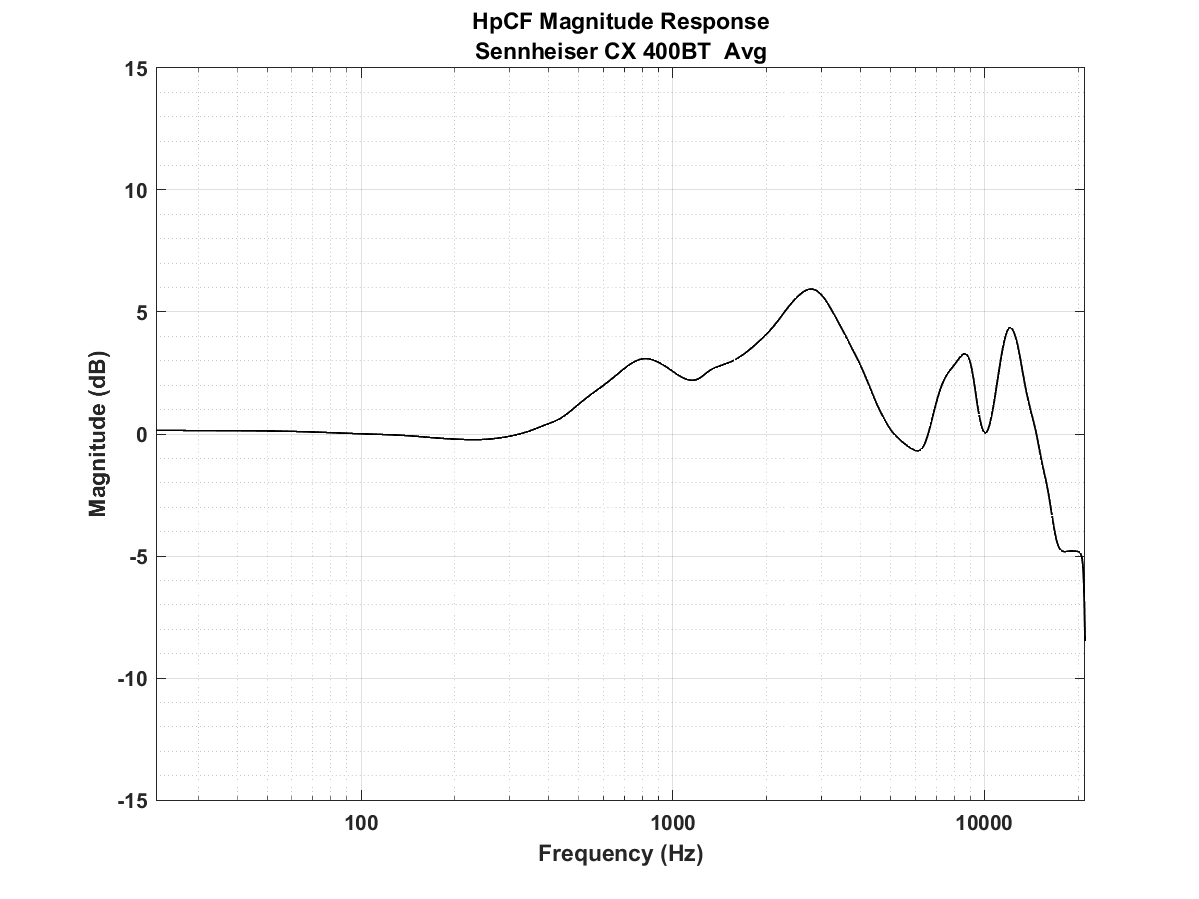 HpCF Magnitude Response
Sennheiser CX 400BT  Avg
15
10
5
0
-5
-10
-15
Magnitude (dB)
100
1000
10000
Frequency (Hz)